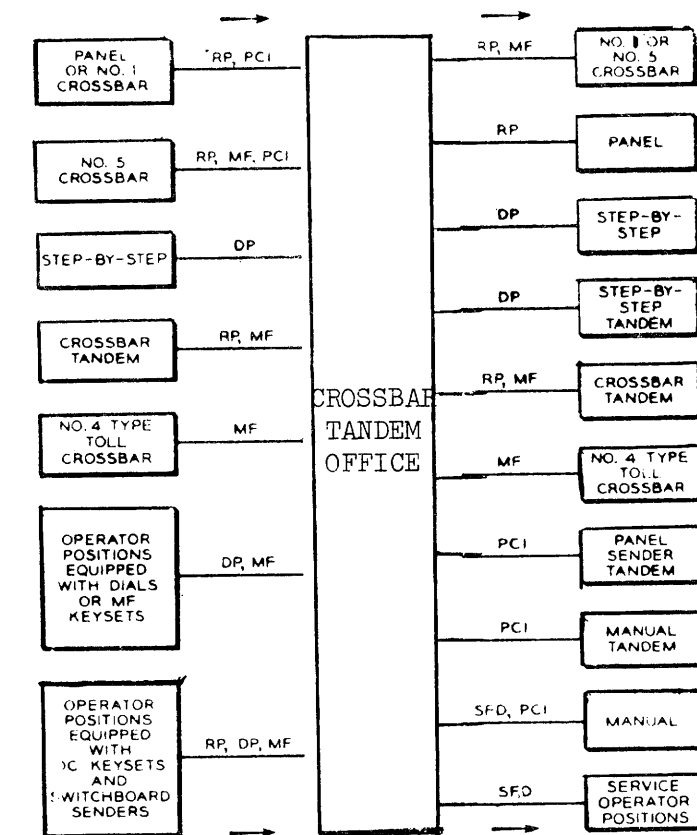 PANEL
OR NO. 1
CROSSBAR
RP, PCI
NO. 5
CROSSBAR
RP, MF, PCI
STEP-BY-STEP
DP
CROSSBAR
TANDEM
RP, MF
NO. 4 TYPE
TOLL
CROSSBAR
MF
OPERATOR
POSITIONS
EQUIPPED
WITH DIALS
OR MF
KEYSETS
DP, MF
OPERATOR
POSITIONS
EQUIPPED
WITH
DC KEYSETS
AND
SWITCHBOARD
SENDERS
RP, DP, MF
CROSSBAR
TANDEM
OFFICE
RP, MF
NO. 1 OR
NO. 5
CROSSBAR
RP
PANEL
DP
STEP-BY-
STEP
DP
STEP-BY-
STEP
TANDEM
RP, MF
CROSSBAR
TANDEM
MF
NO. 4 TYPE
TOLL
CROSSBAR
PCI
PANEL
SENDER
TANDEM
PCI
MANUAL
TANDEM
SFD, PCI
MANUAL
SFD
SERVICE
OPERATOR
POSITIONS